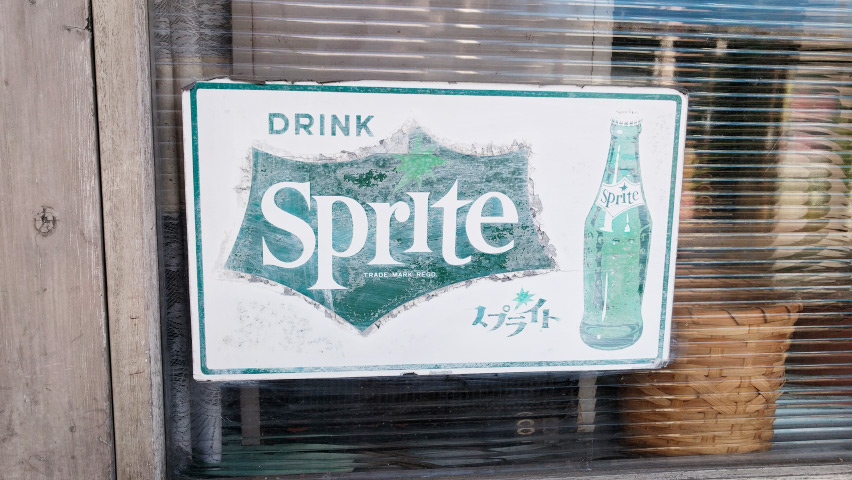 DRINK
Sprite
TRADE MARK REGD.
スプライト
Sprite